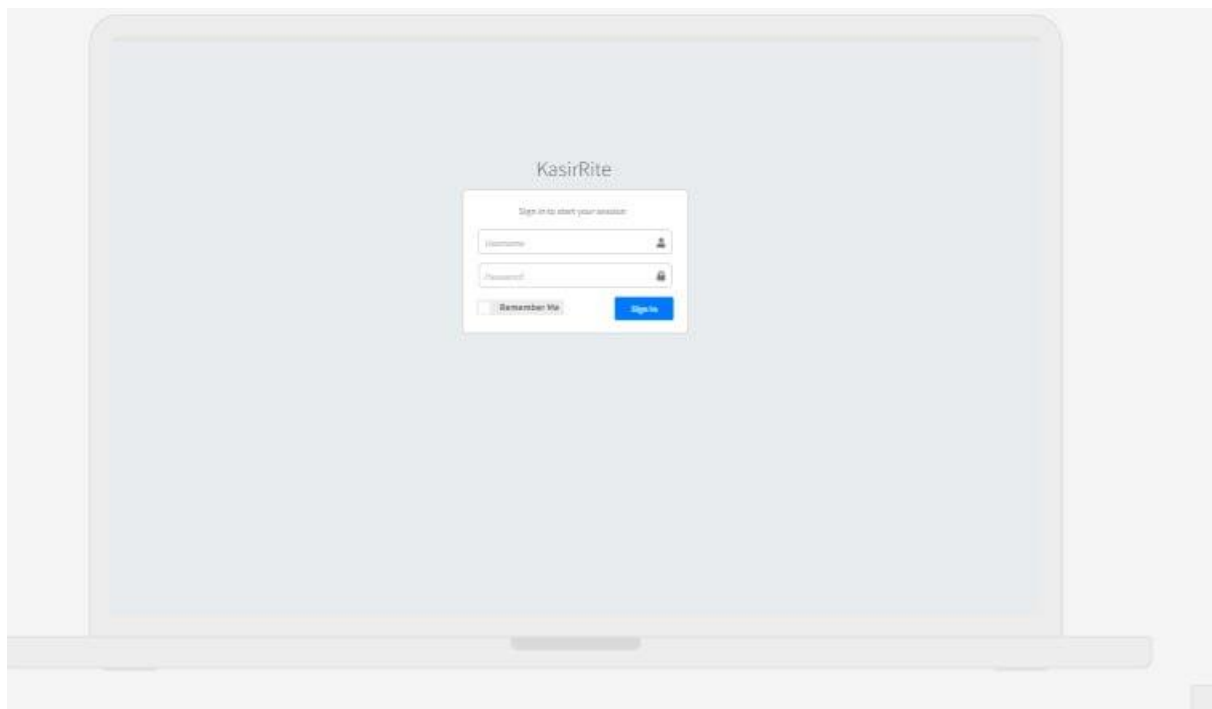 KasirRite
Sign in to start your session
Username
Password
Remember Me
Sign In